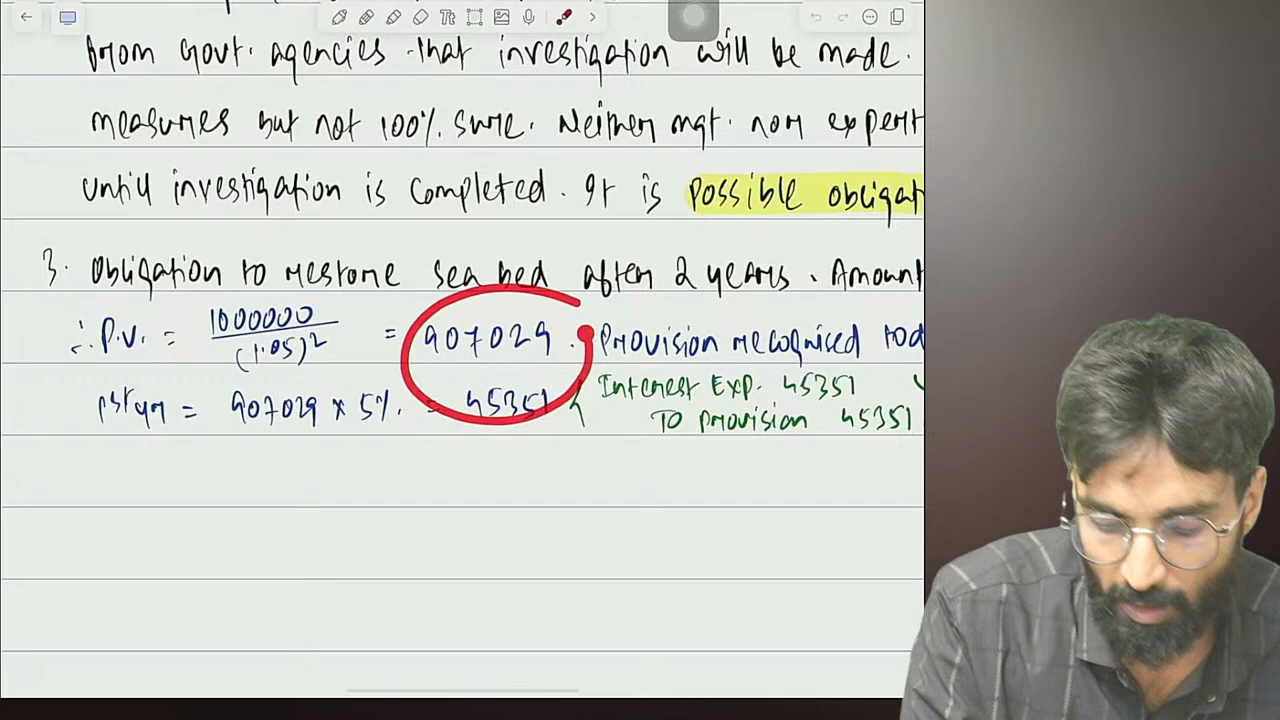 from Govt. agencies that investigation will be made.
measures but not 100% sure. Neither mgt. nor expert
until investigation is completed. It is possible obligat
3. Obligation to restore sea bed after 2 years. Amount
∴ P.V. = 1000000 / (1.05)² = 907029. Provision recognised tod
1st yr = 907029 x 5% = 45351 { Interest Exp. 45351
To provision 45351